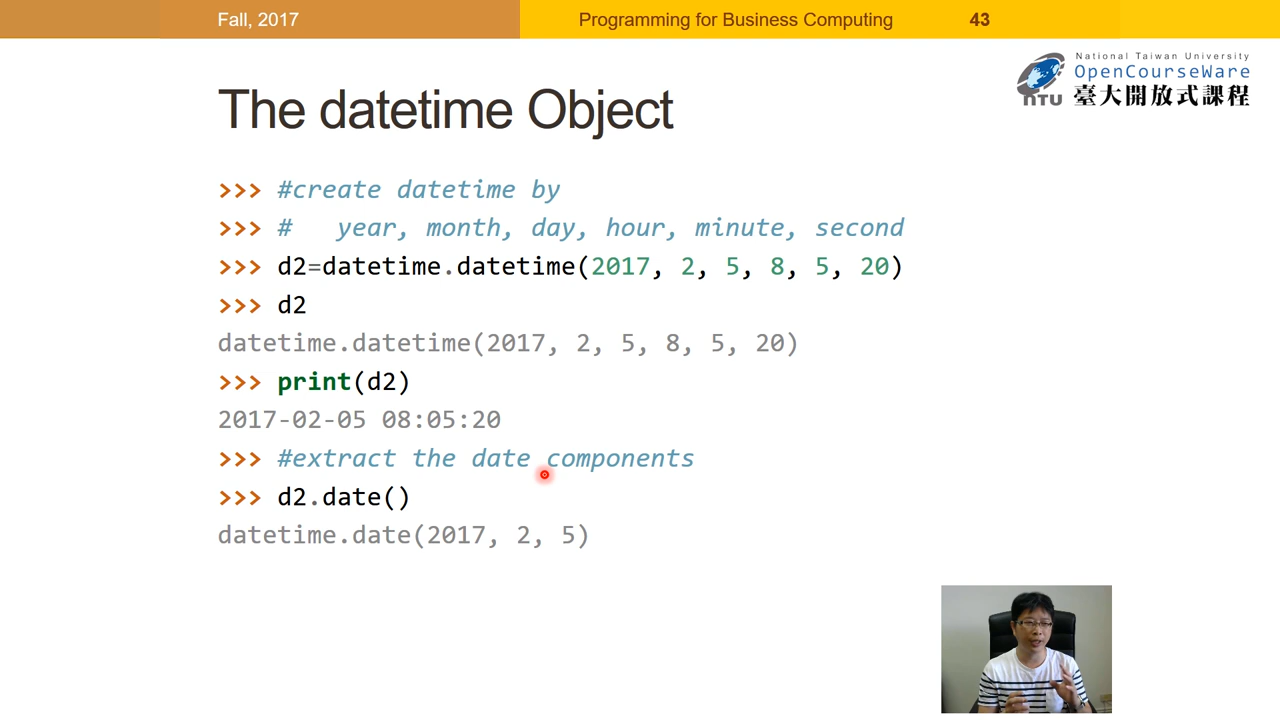 Fall, 2017
Programming for Business Computing
43
National Taiwan University
OpenCourseWare
NTU
臺大開放式課程
The datetime Object
>>> #create datetime by
>>> #   year, month, day, hour, minute, second
>>> d2=datetime.datetime(2017, 2, 5, 8, 5, 20)
>>> d2
datetime.datetime(2017, 2, 5, 8, 5, 20)
>>> print(d2)
2017-02-05 08:05:20
>>> #extract the date components
>>> d2.date()
datetime.date(2017, 2, 5)